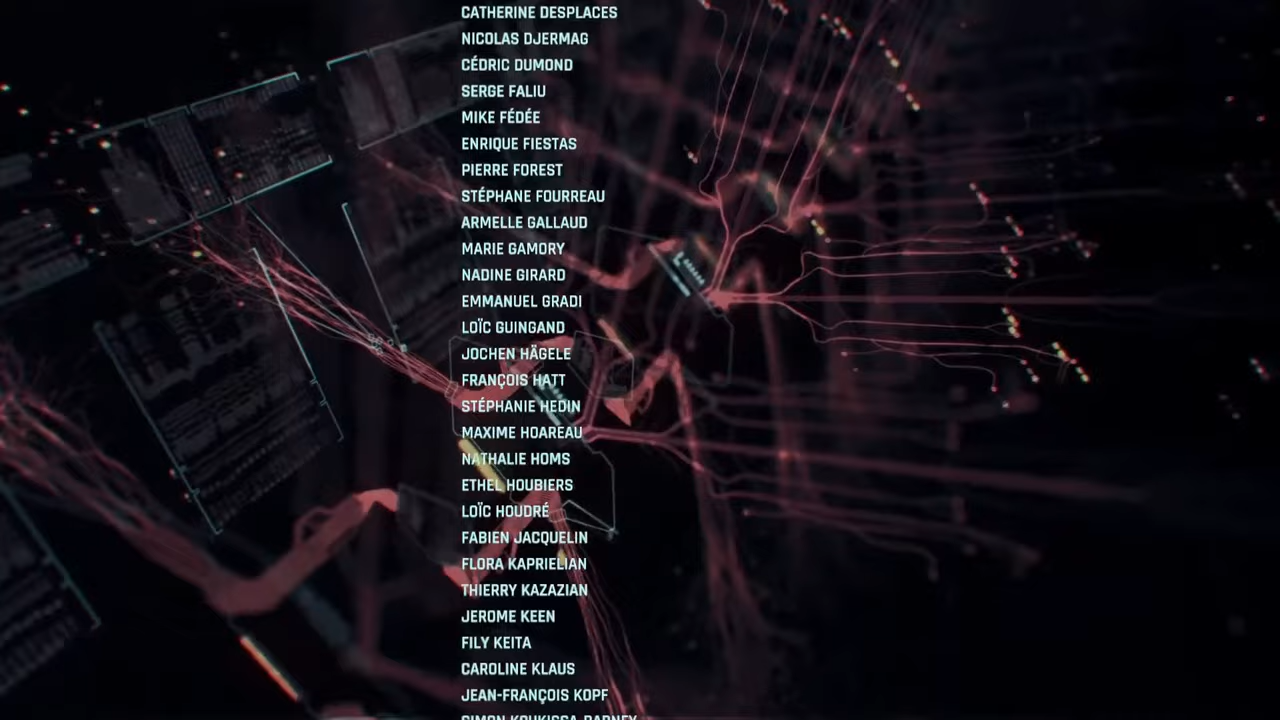 CATHERINE DESPLACES
NICOLAS DJERMAG
CÉDRIC DUMOND
SERGE FALIU
MIKE FÉDÉE
ENRIQUE FIESTAS
PIERRE FOREST
STÉPHANE FOURREAU
ARMELLE GALLAUD
MARIE GAMORY
NADINE GIRARD
EMMANUEL GRADI
LOÏC GUINGAND
JOCHEN HÄGELE
FRANÇOIS HATT
STÉPHANIE HEDIN
MAXIME HOAREAU
NATHALIE HOMS
ETHEL HOUBIERS
LOÏC HOUDRÉ
FABIEN JACQUELIN
FLORA KAPRIELIAN
THIERRY KAZAZIAN
JEROME KEEN
FILY KEITA
CAROLINE KLAUS
JEAN-FRANÇOIS KOPF
SIMON